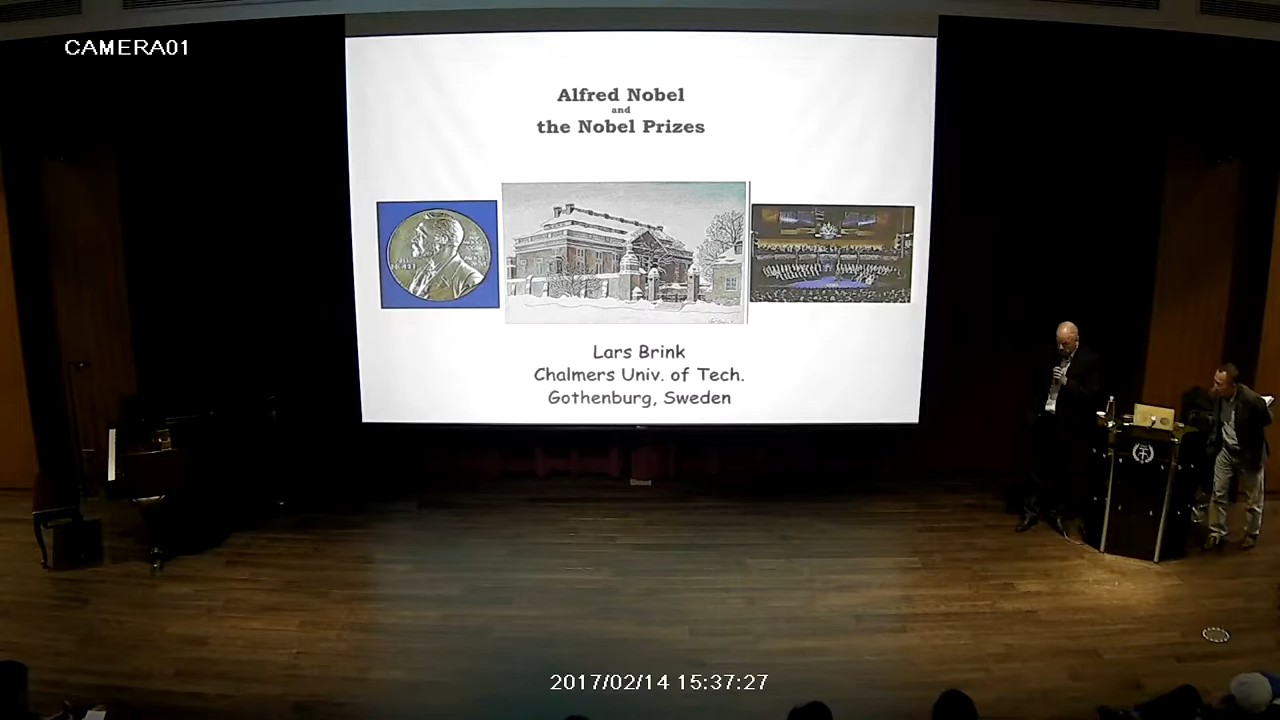 CAMERA01
Alfred Nobel
and
the Nobel Prizes
Lars Brink
Chalmers Univ. of Tech.
Gothenburg, Sweden
2017/02/14 15:37:27